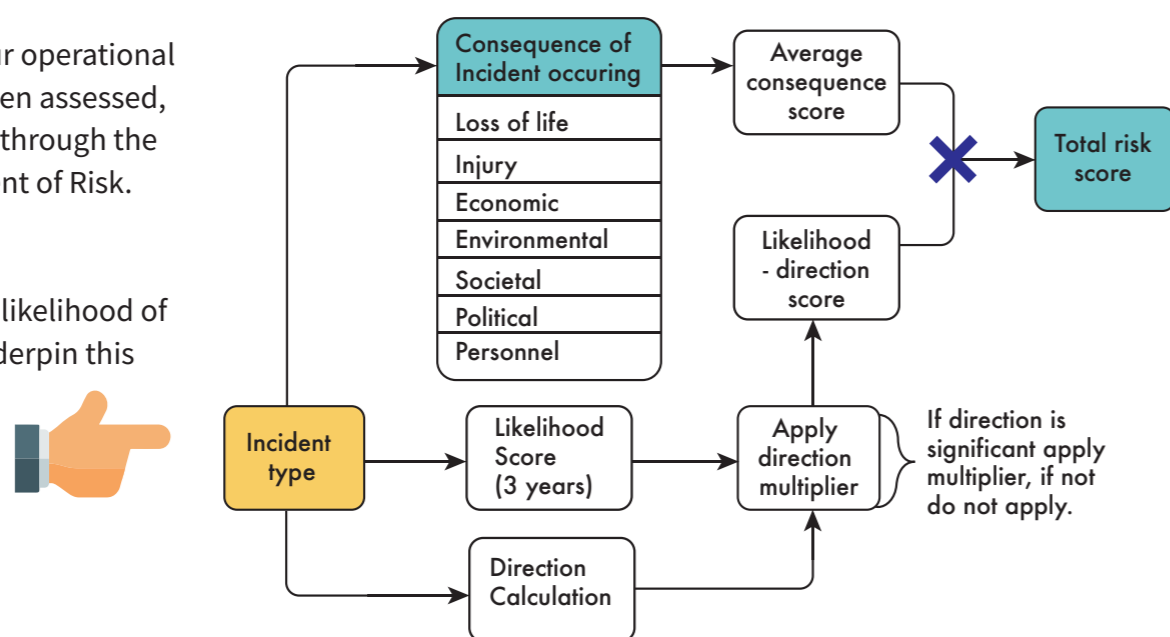 ur operational
en assessed,
through the
ent of Risk.
likelihood of
derpin this
Consequence of
Incident occuring
Loss of life
Injury
Economic
Environmental
Societal
Political
Personnel
Average
consequence
score
Total risk
score
Likelihood
- direction
score
Incident
type
Likelihood
Score
(3 years)
Apply
direction
multiplier
If direction is
significant apply
multiplier, if not
do not apply.
Direction
Calculation